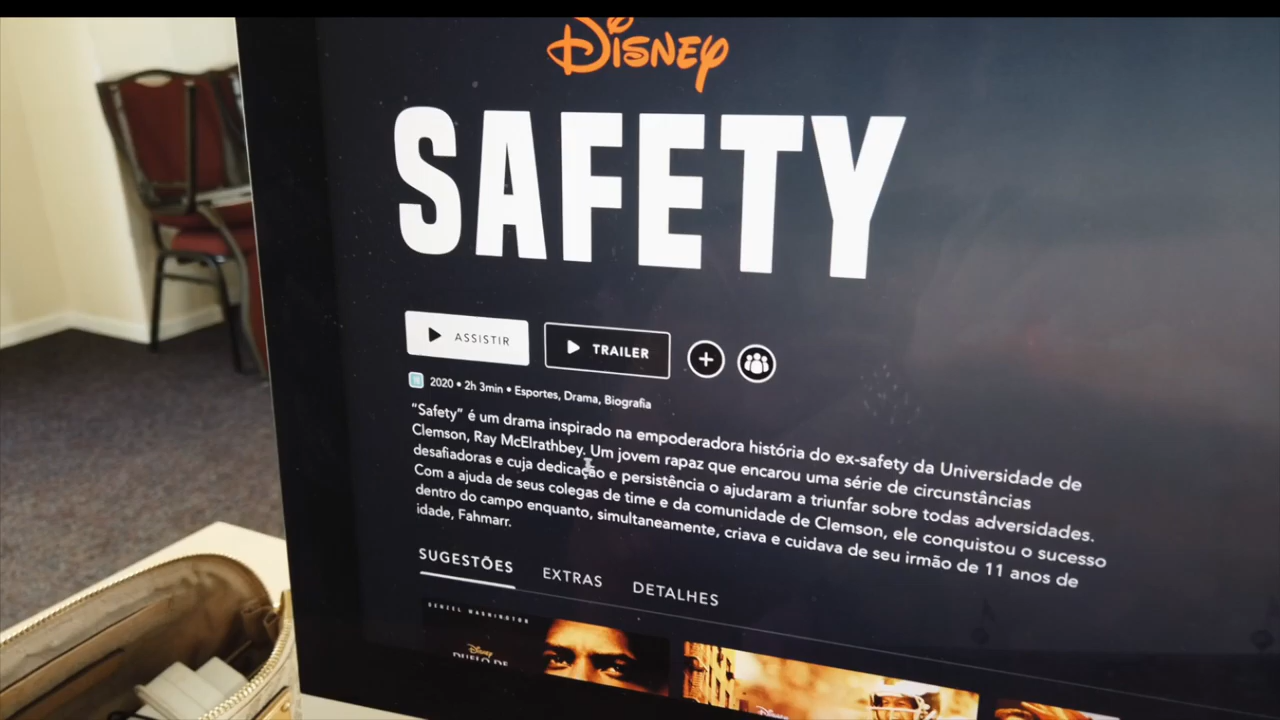 DISNEY
SAFETY
ASSISTIR
TRAILER
2020 • 2h 3min • Esportes, Drama, Biografia
“Safety” é um drama inspirado na empoderadora história do ex-safety da Universidade de
Clemson, Ray McElrathbey. Um jovem rapaz que encarou uma série de circunstâncias
desafiadoras e cuja dedicação e persistência o ajudaram a triunfar sobre todas adversidades.
Com a ajuda de seus colegas de time e da comunidade de Clemson, ele conquistou o sucesso
dentro do campo enquanto, simultaneamente, criava e cuidava de seu irmão de 11 anos de
idade, Fahmarr.
SUGESTÕES
EXTRAS
DETALHES
DENZEL WASHINGTON
Disney
DUELO DE
Disney